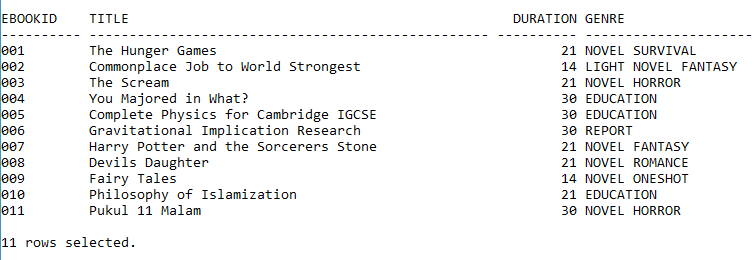 EBOOKID    TITLE                                                DURATION GENRE
---------- -------------------------------------------------- ---------- --------------------
001        The Hunger Games                                           21 NOVEL SURVIVAL
002        Commonplace Job to World Strongest                         14 LIGHT NOVEL FANTASY
003        The Scream                                                 21 NOVEL HORROR
004        You Majored in What?                                       30 EDUCATION
005        Complete Physics for Cambridge IGCSE                       30 EDUCATION
006        Gravitational Implication Research                         30 REPORT
007        Harry Potter and the Sorcerers Stone                       21 NOVEL FANTASY
008        Devils Daughter                                            21 NOVEL ROMANCE
009        Fairy Tales                                                14 NOVEL ONESHOT
010        Philosophy of Islamization                                 21 EDUCATION
011        Pukul 11 Malam                                             30 NOVEL HORROR
11 rows selected.